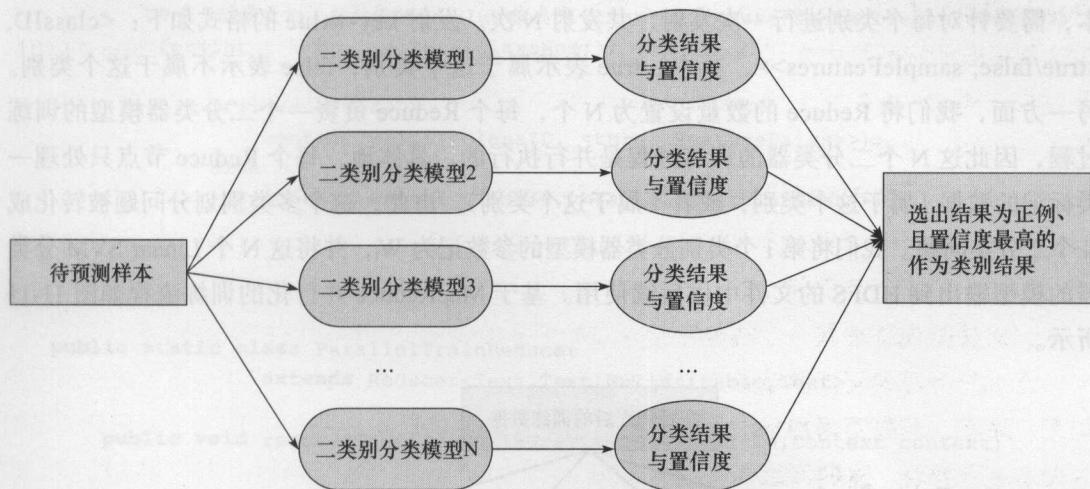 二类别分类模型1
分类结果
与置信度
二类别分类模型2
分类结果
与置信度
待预测样本
二类别分类模型3
分类结果
与置信度
选出结果为正例、
且置信度最高的
作为类别结果
...
...
二类别分类模型N
分类结果
与置信度